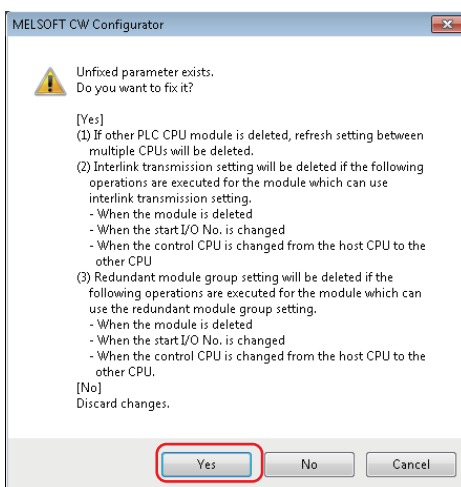 MELSOFT CW Configurator
Unfixed parameter exists.
Do you want to fix it?
[Yes]
(1) If other PLC CPU module is deleted, refresh setting between
multiple CPUs will be deleted.
(2) Interlink transmission setting will be deleted if the following
operations are executed for the module which can use
interlink transmission setting.
- When the module is deleted
- When the start I/O No. is changed
- When the control CPU is changed from the host CPU to the
other CPU
(3) Redundant module group setting will be deleted if the
following operations are executed for the module which can
use the redundant module group setting.
- When the module is deleted
- When the start I/O No. is changed
- When the control CPU is changed from the host CPU to the
other CPU.
[No]
Discard changes.
Yes No Cancel